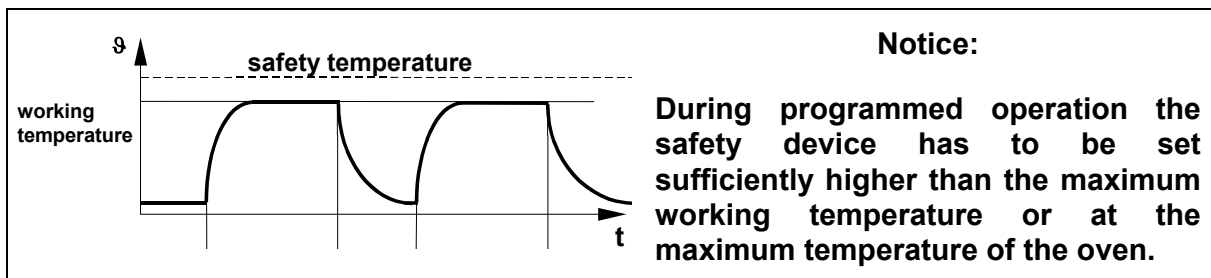 ϑ
safety temperature
working
temperature
t
Notice:
During programmed operation the
safety device has to be set
sufficiently higher than the maximum
working temperature or at the
maximum temperature of the oven.